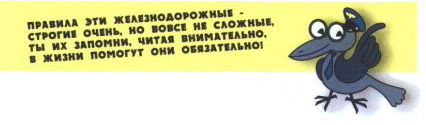 ПРАВИЛА ЭТИ ЖЕЛЕЗНОДОРОЖНЫЕ -
СТРОГИЕ ОЧЕНЬ, НО ВОВСЕ НЕ СЛОЖНЫЕ,
ТЫ ИХ ЗАПОМНИ, ЧИТАЯ ВНИМАТЕЛЬНО,
В ЖИЗНИ ПОМОГУТ ОНИ ОБЯЗАТЕЛЬНО!